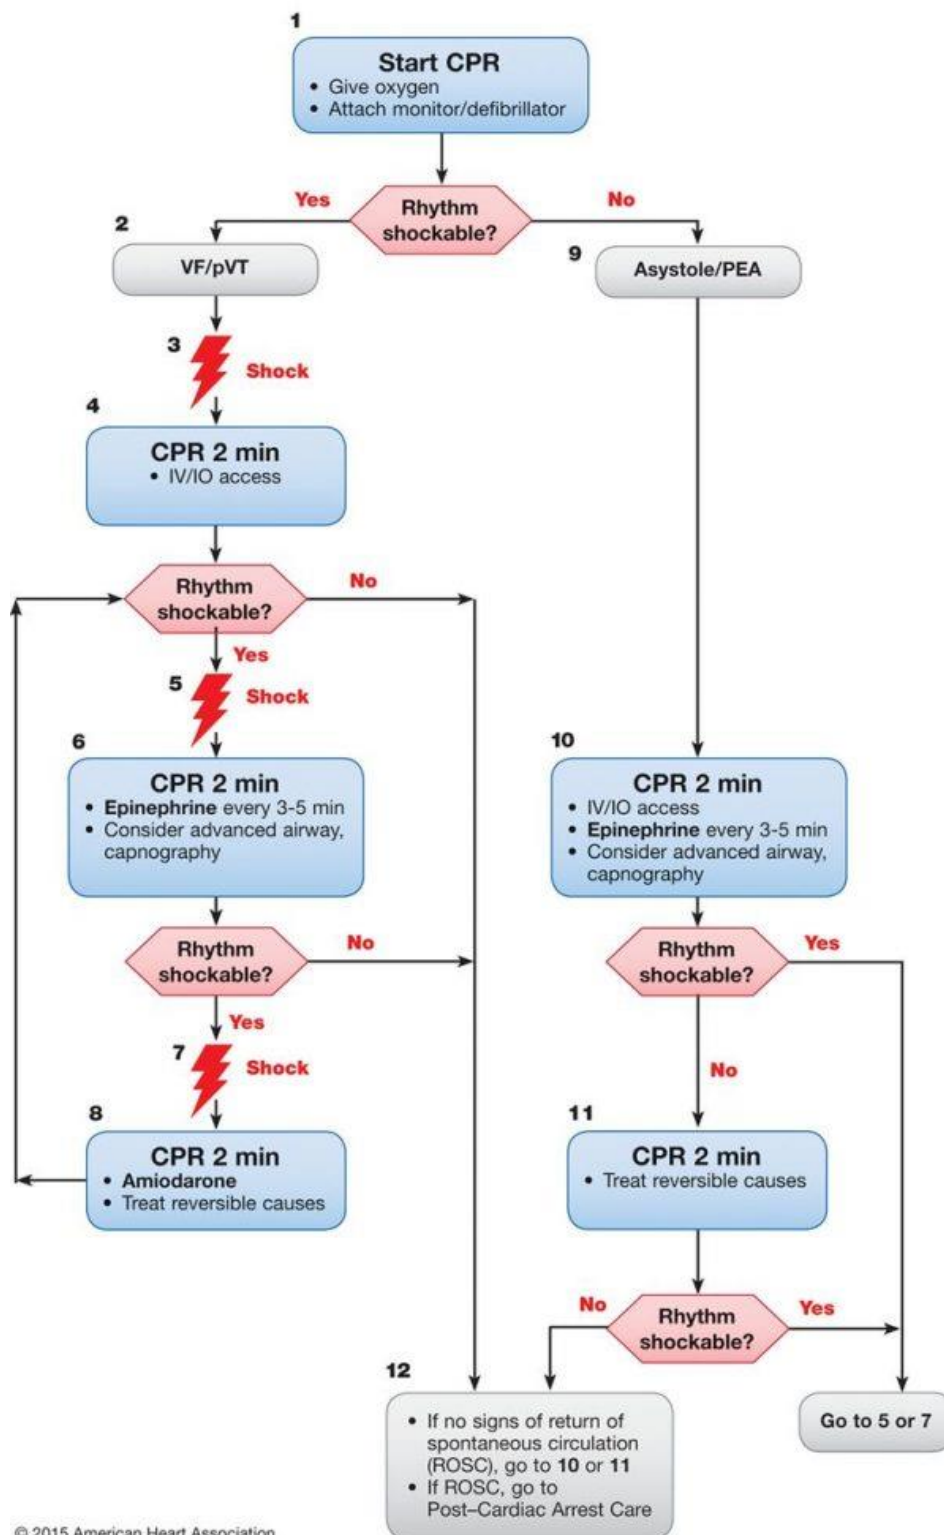 1
Start CPR
• Give oxygen
• Attach monitor/defibrillator
Yes
Rhythm
shockable?
No
2
VF/pVT
9
Asystole/PEA
3
Shock
4
CPR 2 min
• IV/IO access
Rhythm
shockable?
No
Yes
5
Shock
6
CPR 2 min
• Epinephrine every 3-5 min
• Consider advanced airway,
capnography
10
CPR 2 min
• IV/IO access
• Epinephrine every 3-5 min
• Consider advanced airway,
capnography
Rhythm
shockable?
No
Yes
Rhythm
shockable?
Yes
No
7
Shock
8
CPR 2 min
• Amiodarone
• Treat reversible causes
11
CPR 2 min
• Treat reversible causes
No
Rhythm
shockable?
Yes
12
• If no signs of return of
spontaneous circulation
(ROSC), go to 10 or 11
• If ROSC, go to
Post–Cardiac Arrest Care
Go to 5 or 7
© 2015 American Heart Association